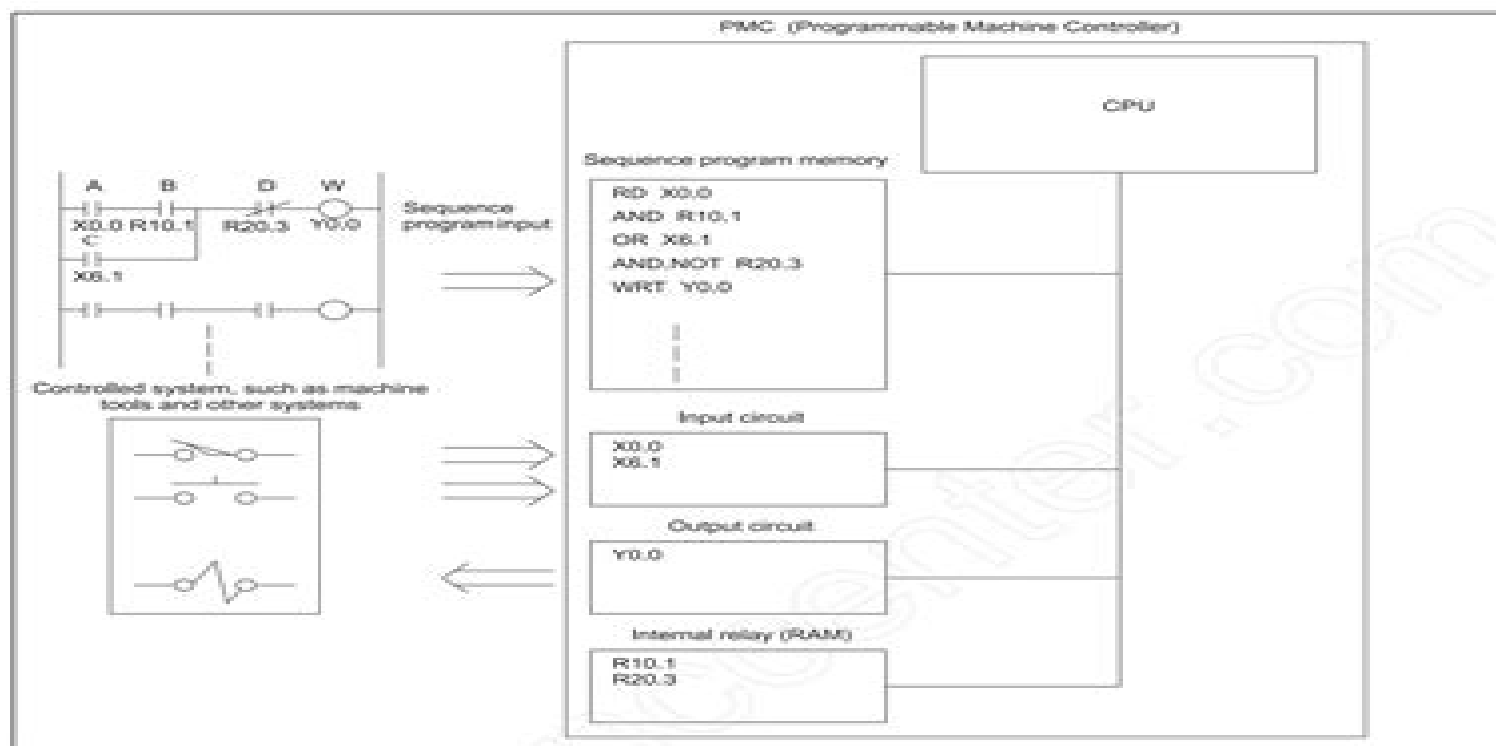 PMC (Programmable Machine Controller)
CPU
Sequence program memory
RD X0.0
AND R10.1
OR X6.1
AND.NOT R20.3
WRT Y0.0
A B D W
X0.0 R10.1 R20.3 Y0.0
C
X6.1
Sequence
program input
Controlled system, such as machine
tools and other systems
Input circuit
X0.0
X6.1
Output circuit
Y0.0
Internal relay (RAM)
R10.1
R20.3
center.com